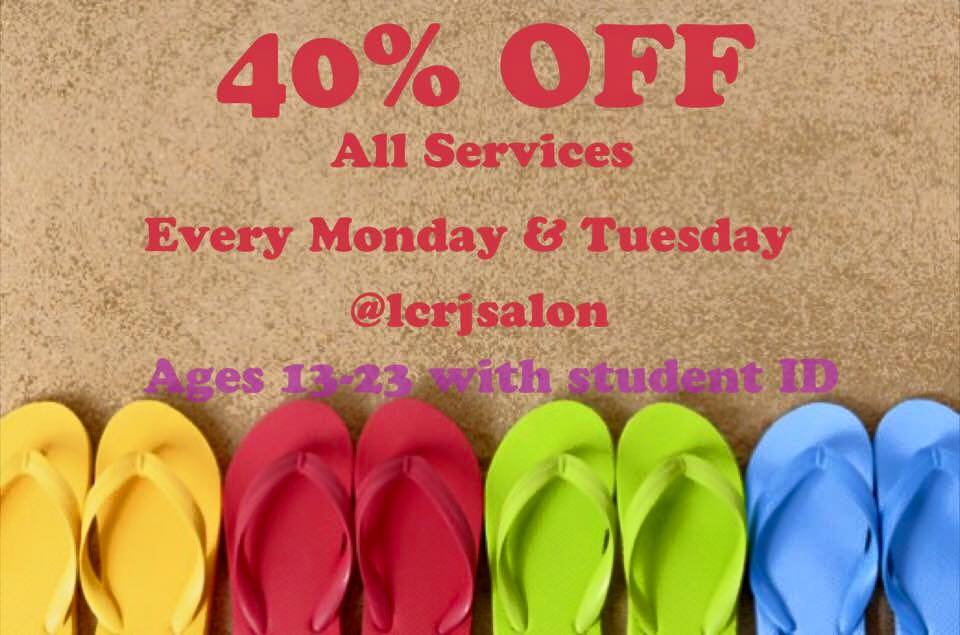 40% OFF
All Services
Every Monday & Tuesday
@lcrjsalon
Ages 13-23 with student ID